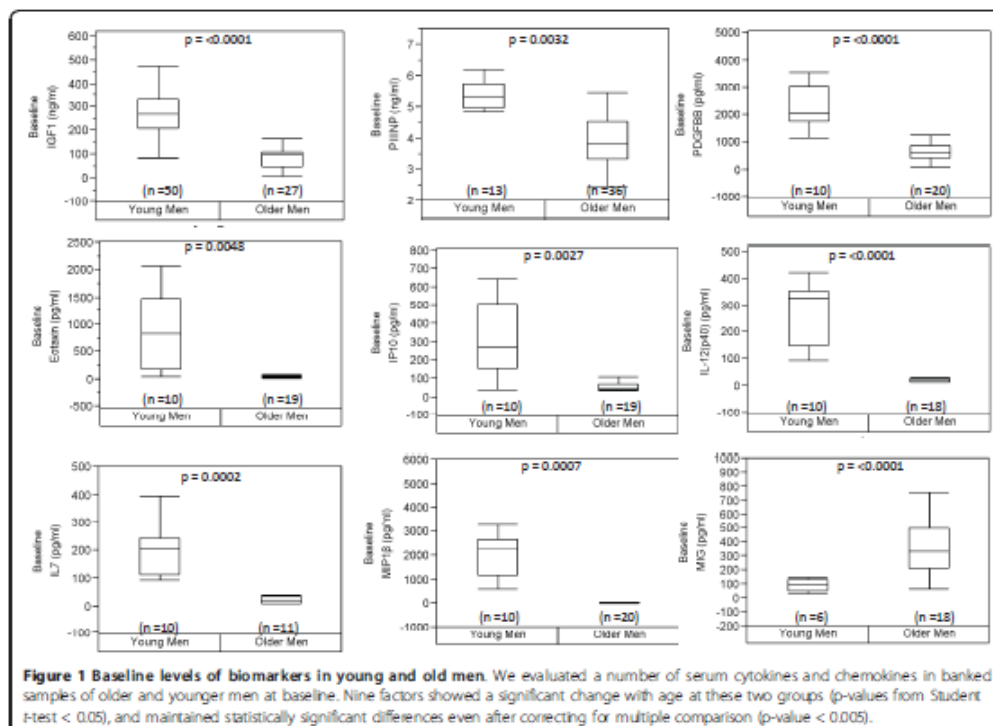 p = <0.0001
600
500
400
300
200
100
0
-100
Baseline
IGF1 (ng/ml)
(n =50) (n =27)
Young Men Older Men
p = 0.0032
7
6
5
4
3
2
Baseline
PIIINP (ng/ml)
(n =13) (n =36)
Young Men Older Men
p = <0.0001
5000
4000
3000
2000
1000
0
-1000
Baseline
PDGFBB (pg/ml)
(n =10) (n =20)
Young Men Older Men
p = 0.0048
2500
2000
1500
1000
500
0
-500
Baseline
Eotaxin (pg/ml)
(n =10) (n =19)
Young Men Older Men
p = 0.0027
800
700
600
500
400
300
200
100
0
-100
Baseline
IP10 (pg/ml)
(n =10) (n =19)
Young Men Older Men
p = <0.0001
500
400
300
200
100
0
-100
Baseline
IL-12(p40) (pg/ml)
(n =10) (n =18)
Young Men Older Men
p = 0.0002
500
400
300
200
100
0
-100
Baseline
IL7 (pg/ml)
(n =10) (n =11)
Young Men Older Men
p = 0.0007
6000
5000
4000
3000
2000
1000
0
-1000
Baseline
MIP1β (pg/ml)
(n =10) (n =20)
Young Men Older Men
p = <0.0001
1000
900
800
700
600
500
400
300
200
100
0
-100
-200
Baseline
MIG (pg/ml)
(n =6) (n =18)
Young Men Older Men
Figure 1 Baseline levels of biomarkers in young and old men. We evaluated a number of serum cytokines and chemokines in banked
samples of older and younger men at baseline. Nine factors showed a significant change with age at these two groups (p-values from Student
t-test < 0.05), and maintained statistically significant differences even after correcting for multiple comparison (p-value < 0.005).